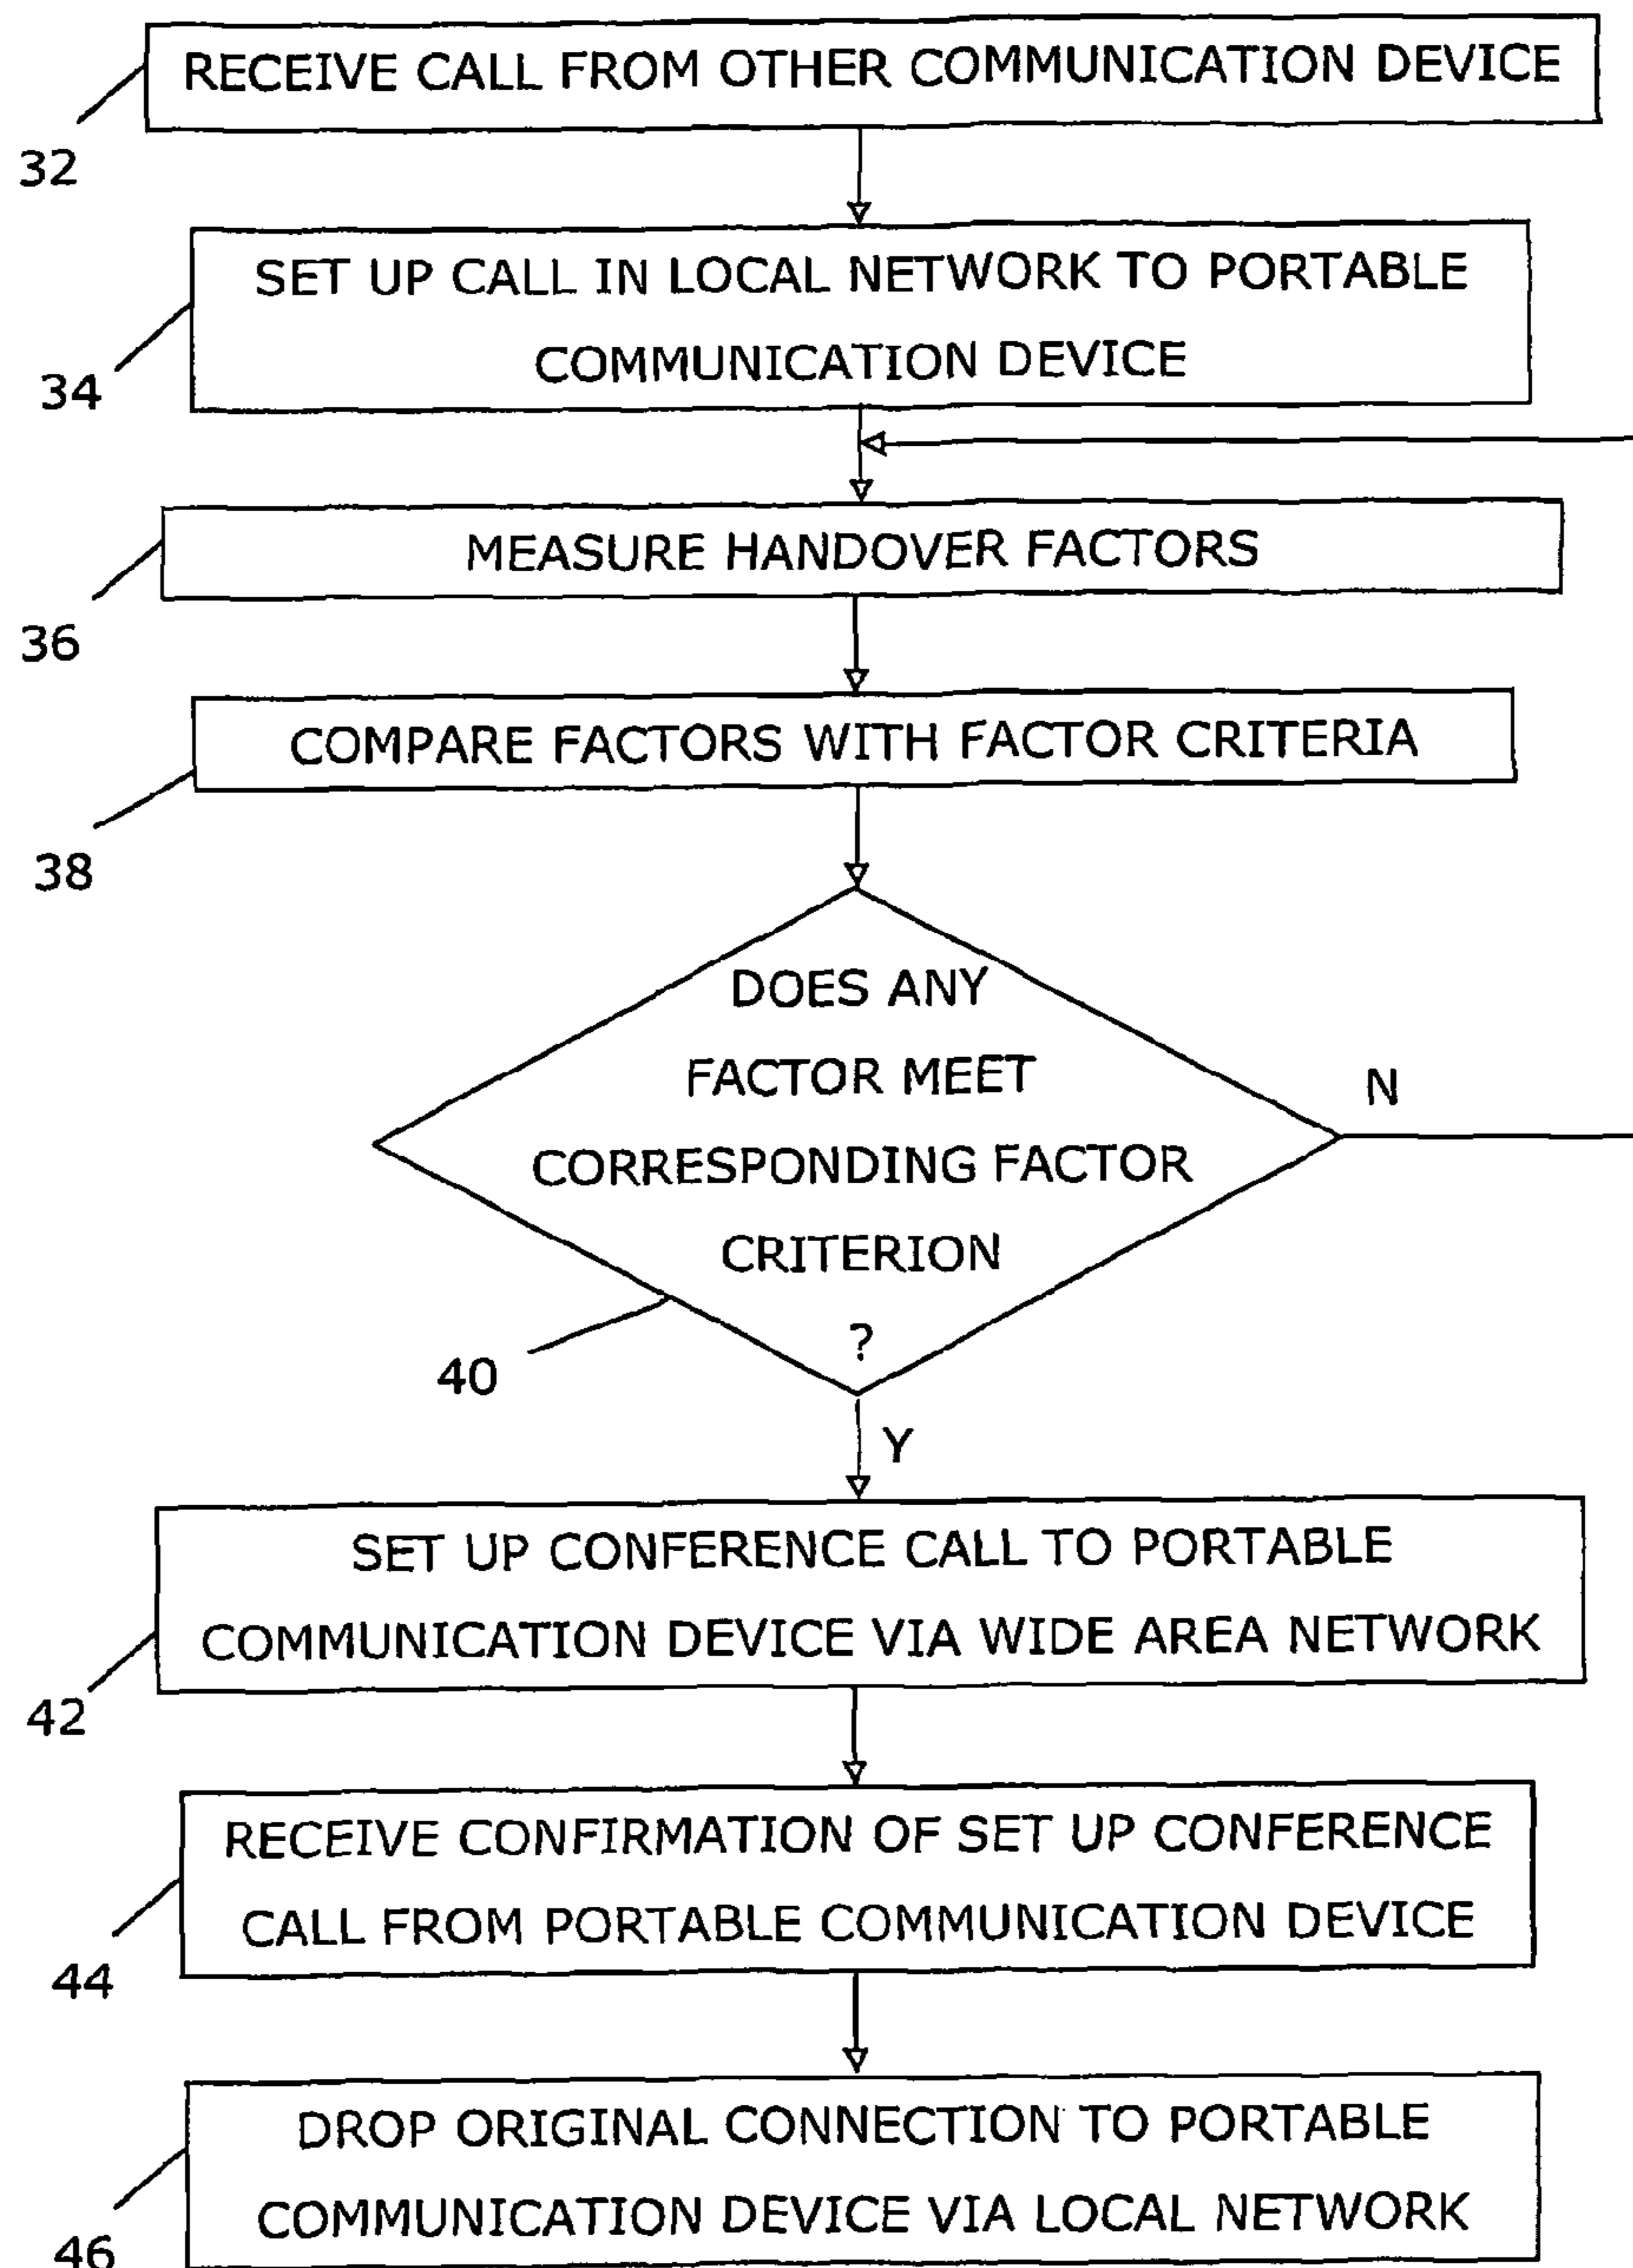 RECEIVE CALL FROM OTHER COMMUNICATION DEVICE
32
SET UP CALL IN LOCAL NETWORK TO PORTABLE
COMMUNICATION DEVICE
34
MEASURE HANDOVER FACTORS
36
COMPARE FACTORS WITH FACTOR CRITERIA
38
DOES ANY
FACTOR MEET
CORRESPONDING FACTOR
CRITERION
?
N
40
Y
SET UP CONFERENCE CALL TO PORTABLE
COMMUNICATION DEVICE VIA WIDE AREA NETWORK
42
RECEIVE CONFIRMATION OF SET UP CONFERENCE
CALL FROM PORTABLE COMMUNICATION DEVICE
44
DROP ORIGINAL CONNECTION TO PORTABLE
COMMUNICATION DEVICE VIA LOCAL NETWORK
46